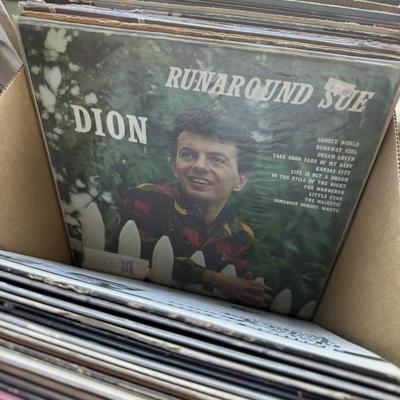 RUNAROUND SUE
DION
LONELY WORLD
RUNAWAY GIRL
DREAM LOVER
TAKE GOOD CARE OF MY BABY
KANSAS CITY
LIFE IS BUT A DREAM
IN THE STILL OF THE NIGHT
THE WANDERER
LITTLE STAR
THE MAJESTIC
SOMEBODY NOBODY WANTS